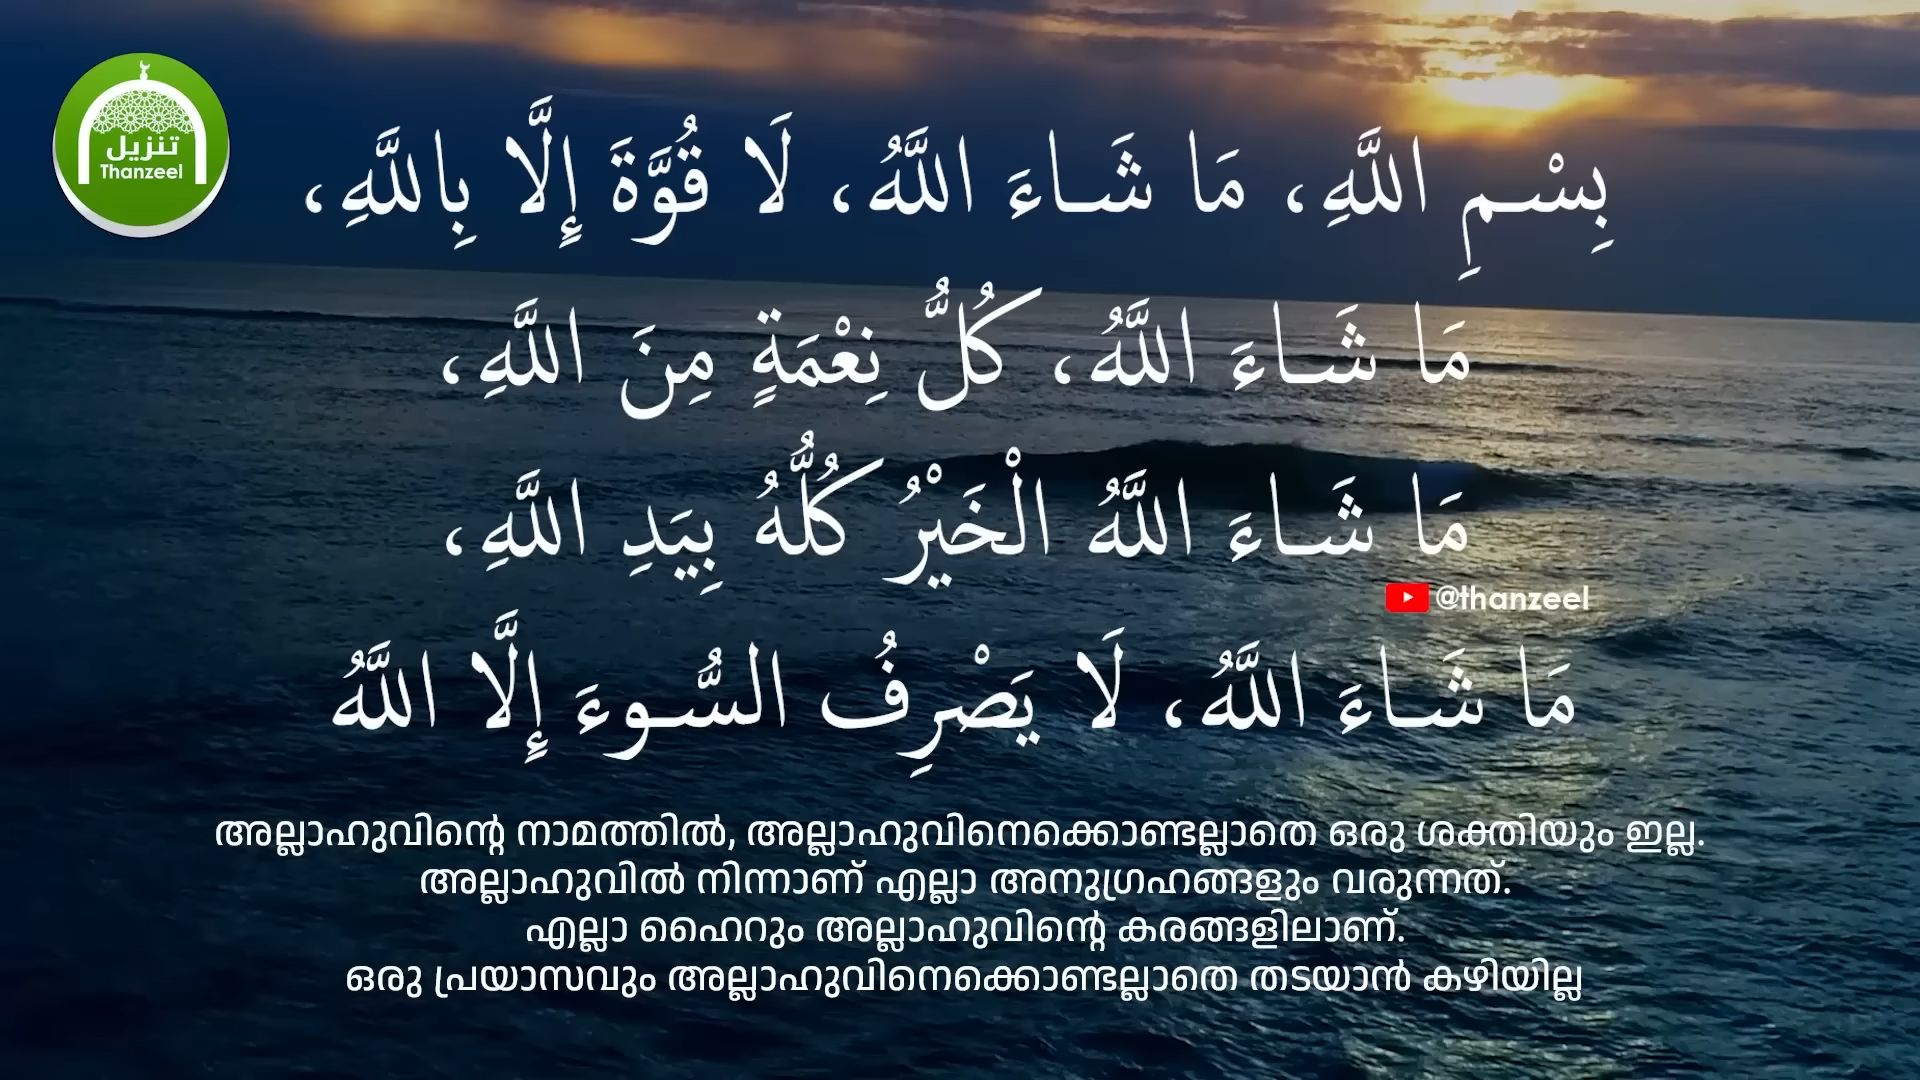 تنزيل
Thanzeel
بِسْمِ اللَّهِ، مَا شَاءَ اللَّهُ، لَا قُوَّةَ إِلَّا بِاللَّهِ،
مَا شَاءَ اللَّهُ، كُلُّ نِعْمَةٍ مِنَ اللَّهِ،
مَا شَاءَ اللَّهُ الْخَيْرُ كُلُّهُ بِيَدِ اللَّهِ،
@thanzeel
مَا شَاءَ اللَّهُ، لَا يَصْرِفُ السُّوءَ إِلَّا اللَّهُ
അല്ലാഹുവിന്റെ നാമത്തിൽ, അല്ലാഹുവിനെക്കൊണ്ടല്ലാതെ ഒരു ശക്തിയും ഇല്ല.
അല്ലാഹുവിൽ നിന്നാണ് എല്ലാ അനുഗ്രഹങ്ങളും വരുന്നത്.
എല്ലാ ഹൈറും അല്ലാഹുവിന്റെ കരങ്ങളിലാണ്.
ഒരു പ്രയാസവും അല്ലാഹുവിനെക്കൊണ്ടല്ലാതെ തടയാൻ കഴിയില്ല